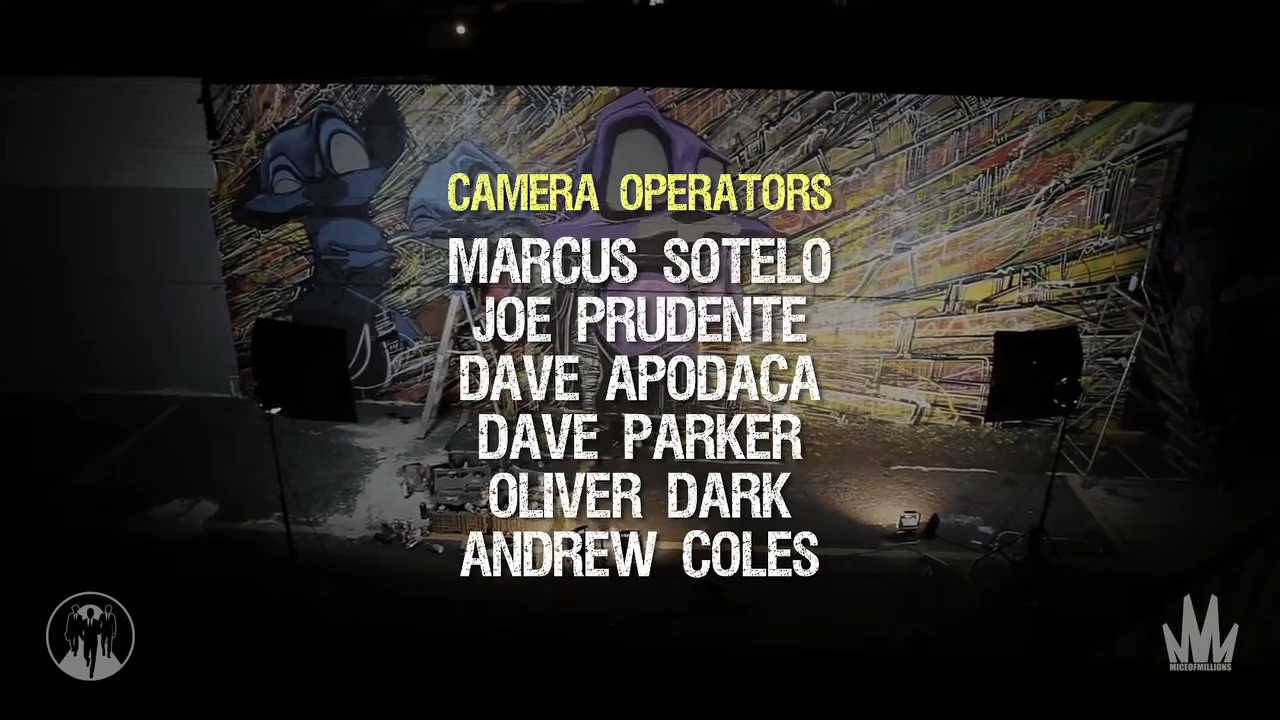 CAMERA OPERATORS
MARCUS SOTELO
JOE PRUDENTE
DAVE APODACA
DAVE PARKER
OLIVER DARK
ANDREW COLES
MICEOFMILLIONS